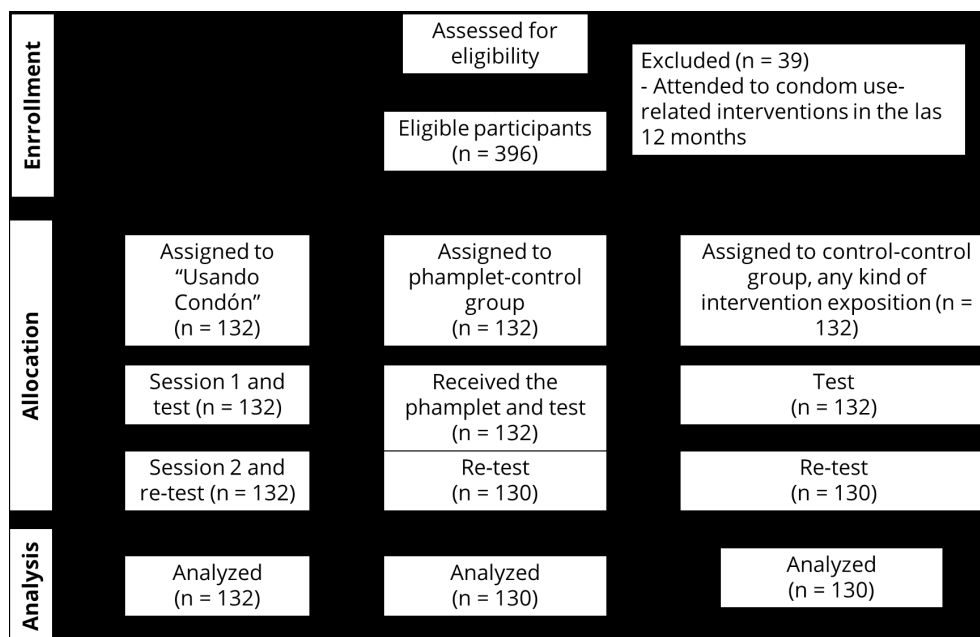 Enrrollment
Assessed for
eligibility
Excluded (n = 39)
- Attended to condom use-
related interventions in the las
12 months
Eligible participants
(n = 396)
Allocation
Assigned to
“Usando
Condón”
(n = 132)
Assigned to
phamplet-control
group
(n = 132)
Assigned to control-control
group, any kind of
intervention exposition (n =
132)
Session 1 and
test (n = 132)
Received the
phamplet and test
(n = 132)
Test
(n = 132)
Session 2 and
re-test (n = 132)
Re-test
(n = 130)
Re-test
(n = 130)
Analysis
Analyzed
(n = 132)
Analyzed
(n = 130)
Analyzed
(n = 130)